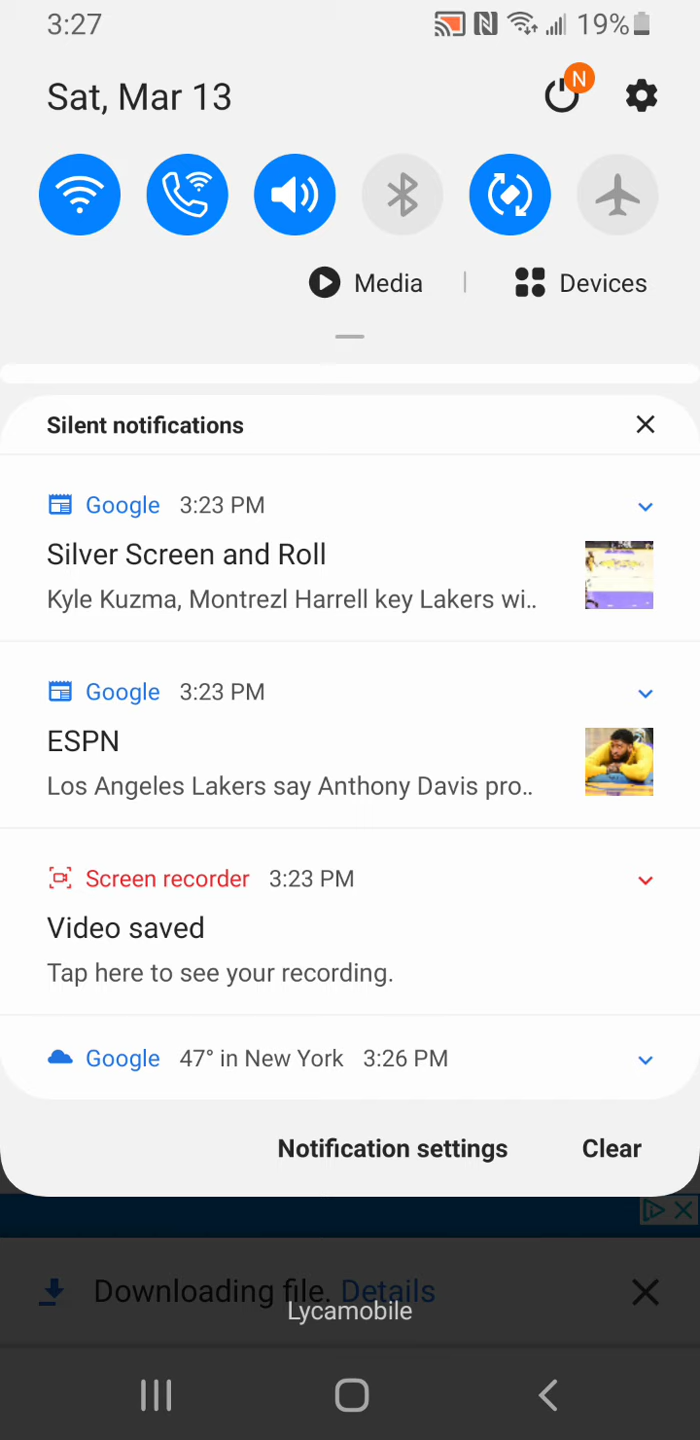 3:27 19%
Sat, Mar 13 N
Media | Devices
Silent notifications
Google 3:23 PM
Silver Screen and Roll
Kyle Kuzma, Montrezl Harrell key Lakers wi..
Google 3:23 PM
ESPN
Los Angeles Lakers say Anthony Davis pro..
Screen recorder 3:23 PM
Video saved
Tap here to see your recording.
Google 47° in New York 3:26 PM
Notification settings Clear
Downloading file. Details
Lycamobile